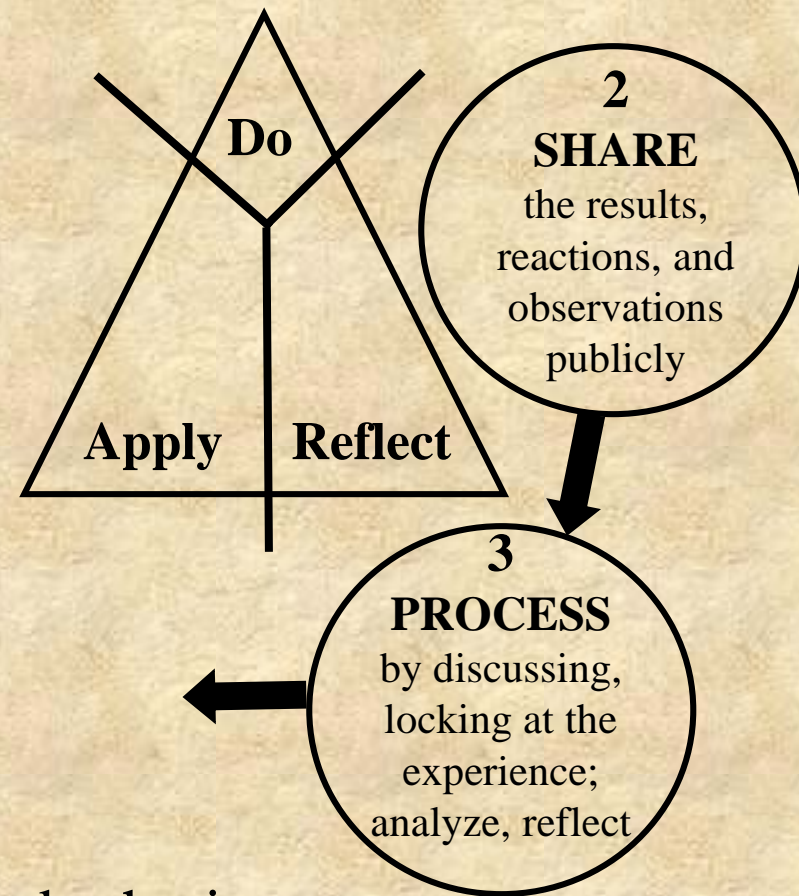 Do
Apply
Reflect
2
SHARE
the results,
reactions, and
observations
publicly
3
PROCESS
by discussing,
locking at the
experience;
analyze, reflect